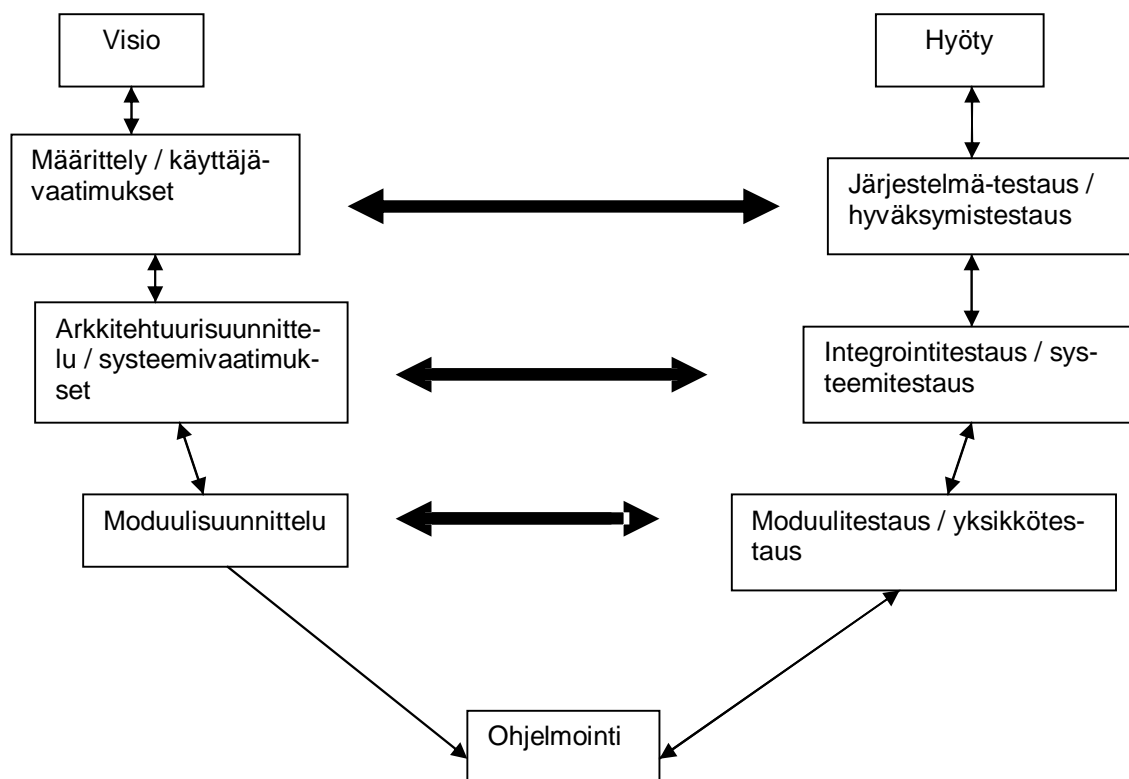 Visio
Hyöty
Määrittely / käyttäjä-
vaatimukset
Järjestelmä-testaus /
hyväksymistestaus
Arkkitehtuurisuunnitte-
lu / systeemivaatimuk-
set
Integrointitestaus / sys-
teemitestaus
Moduulisuunnittelu
Moduulitestaus / yksikkötes-
taus
Ohjelmointi